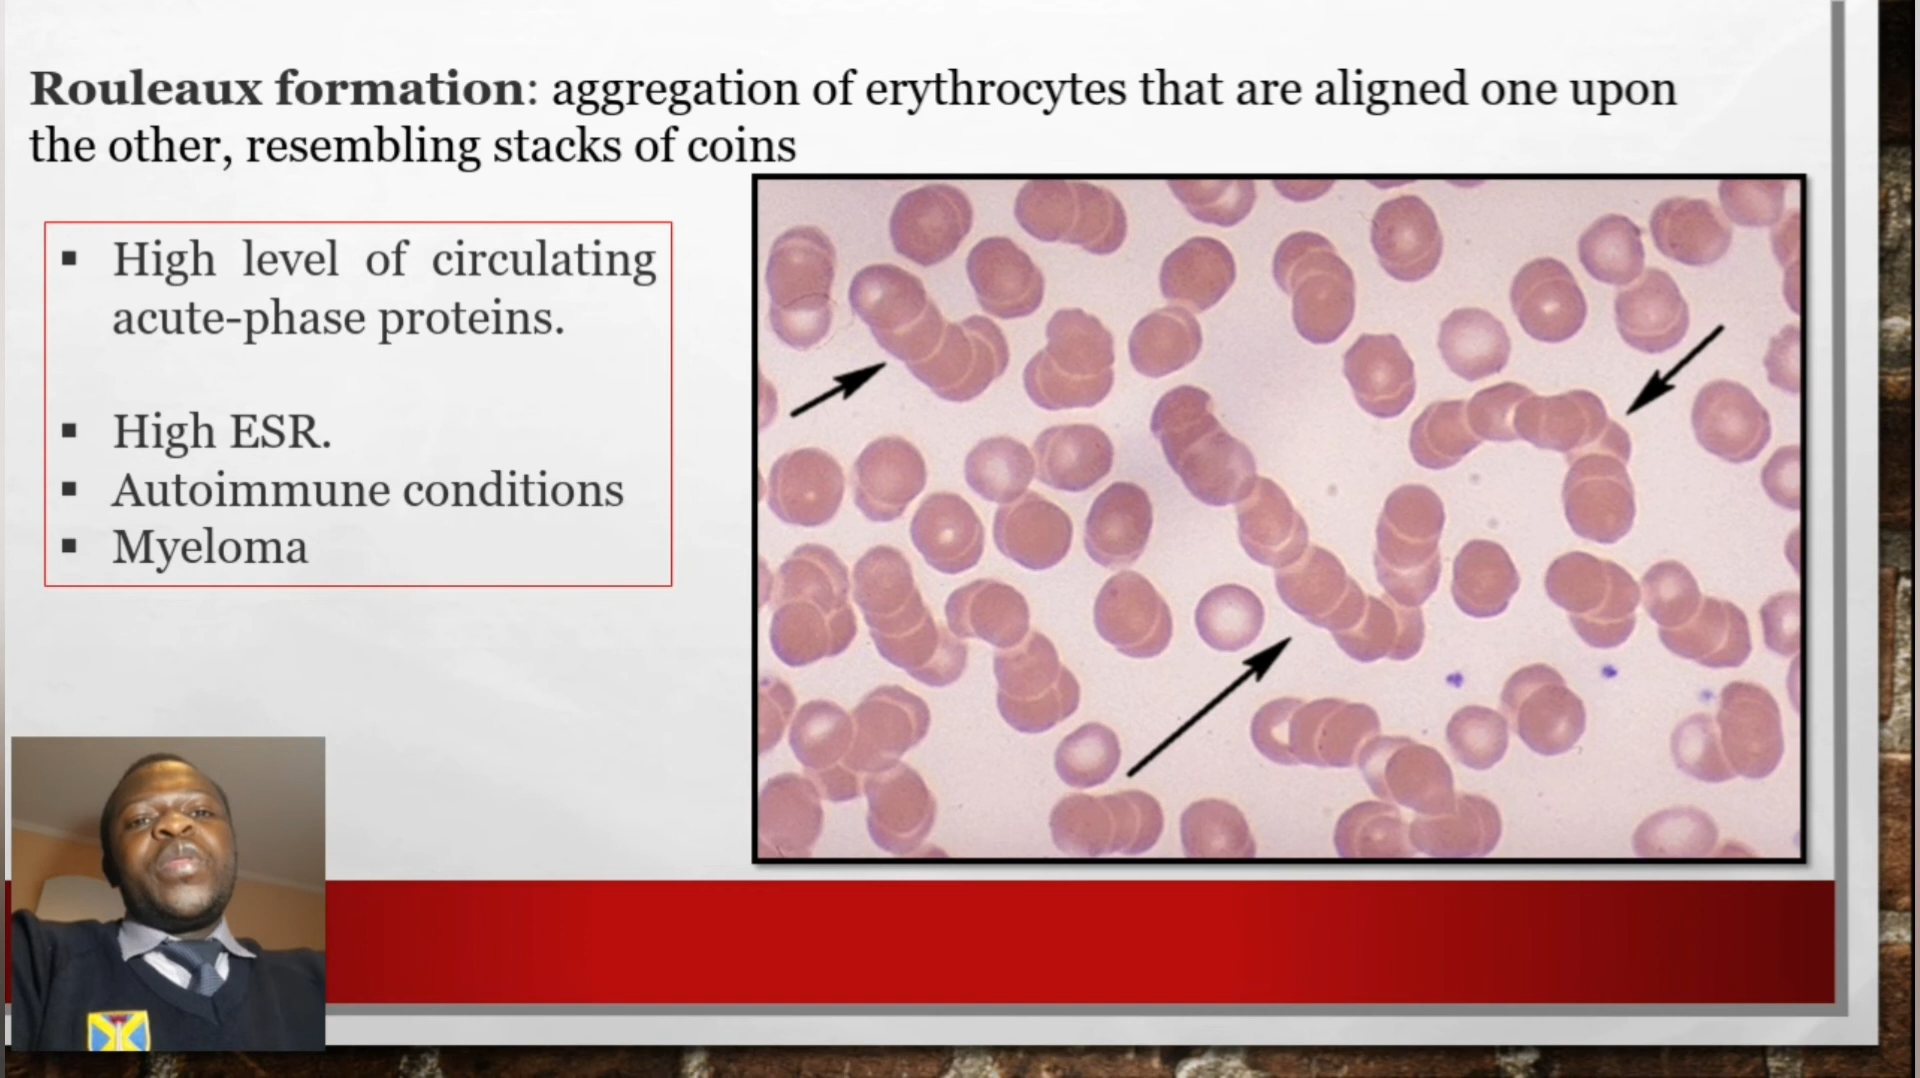 Rouleaux formation: aggregation of erythrocytes that are aligned one upon
the other, resembling stacks of coins
▪ High level of circulating
acute-phase proteins.
▪ High ESR.
▪ Autoimmune conditions
▪ Myeloma